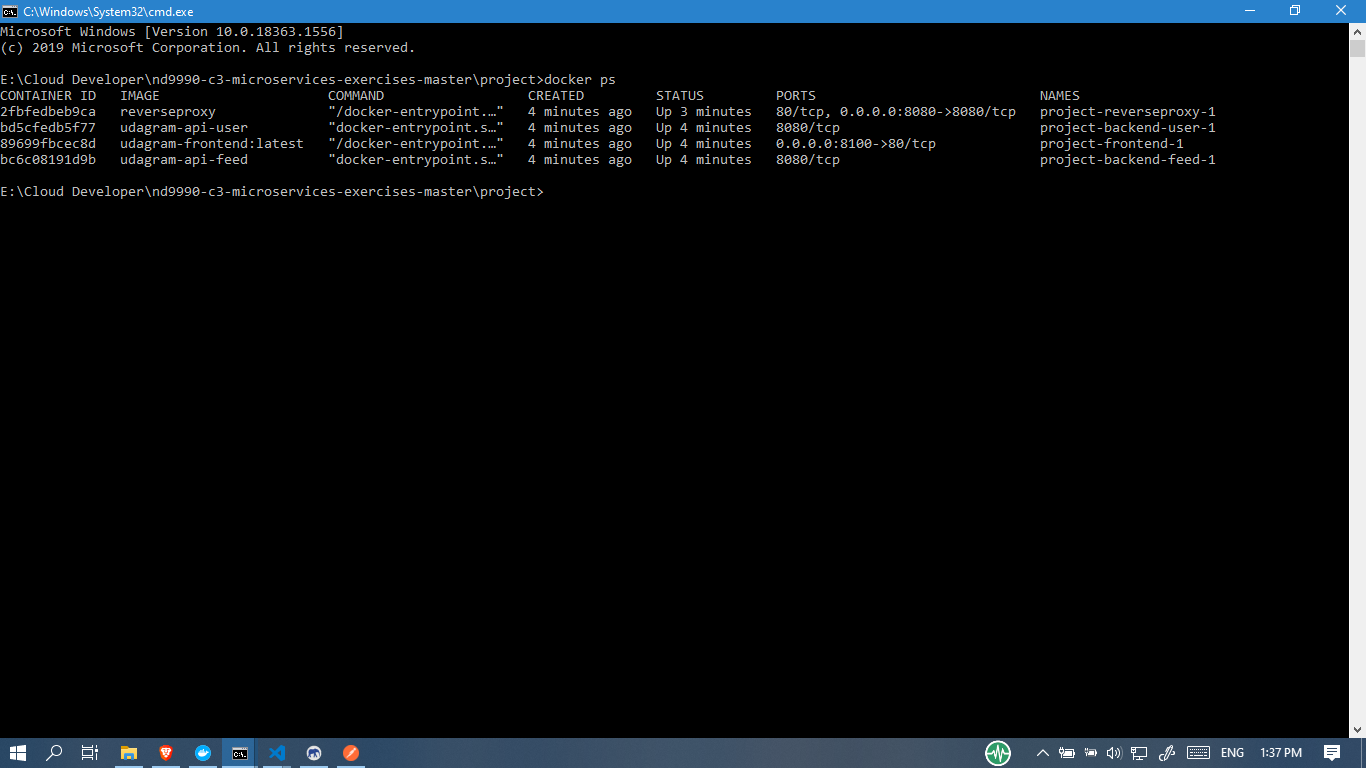 C:\Windows\System32\cmd.exe
Microsoft Windows [Version 10.0.18363.1556]
(c) 2019 Microsoft Corporation. All rights reserved.
E:\Cloud Developer\nd9990-c3-microservices-exercises-master\project>docker ps
CONTAINER ID   IMAGE                     COMMAND                  CREATED         STATUS         PORTS                            NAMES
2fbfedbeb9ca   reverseproxy              "/docker-entrypoint.…"   4 minutes ago   Up 3 minutes   80/tcp, 0.0.0.0:8080->8080/tcp   project-reverseproxy-1
bd5cfedb5f77   udagram-api-user          "docker-entrypoint.s…"   4 minutes ago   Up 4 minutes   8080/tcp                         project-backend-user-1
89699fbcec8d   udagram-frontend:latest   "/docker-entrypoint.…"   4 minutes ago   Up 4 minutes   0.0.0.0:8100->80/tcp             project-frontend-1
bc6c08191d9b   udagram-api-feed          "docker-entrypoint.s…"   4 minutes ago   Up 4 minutes   8080/tcp                         project-backend-feed-1
E:\Cloud Developer\nd9990-c3-microservices-exercises-master\project>
ENG 1:37 PM